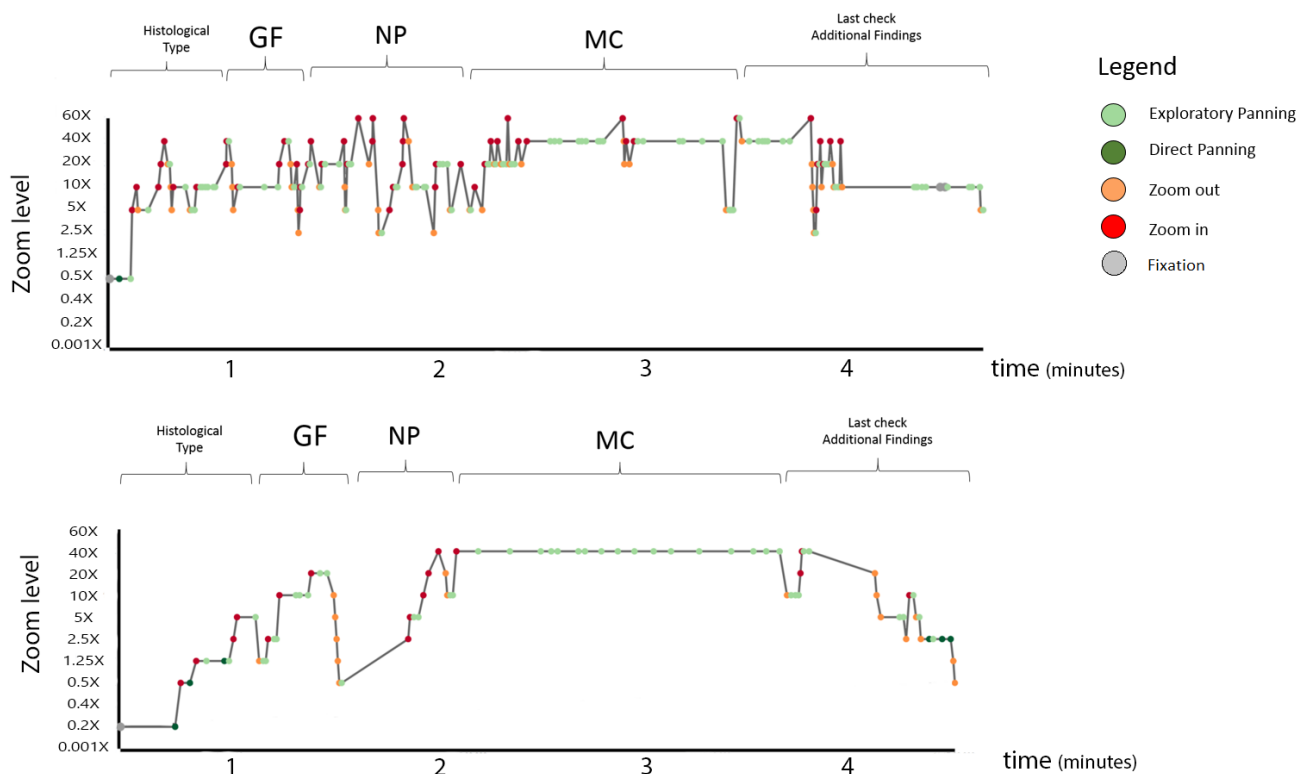 Histological
Type
GF
NP
MC
Last check
Additional Findings
Legend
Exploratory Panning
Direct Panning
Zoom out
Zoom in
Fixation
Zoom level
60X
40X
20X
10X
5X
2.5X
1.25X
0.5X
0.4X
0.2X
0.001X
1
2
3
4
time (minutes)
Histological
Type
GF
NP
MC
Last check
Additional Findings
Zoom level
60X
40X
20X
10X
5X
2.5X
1.25X
0.5X
0.4X
0.2X
0.001X
1
2
3
4
time (minutes)